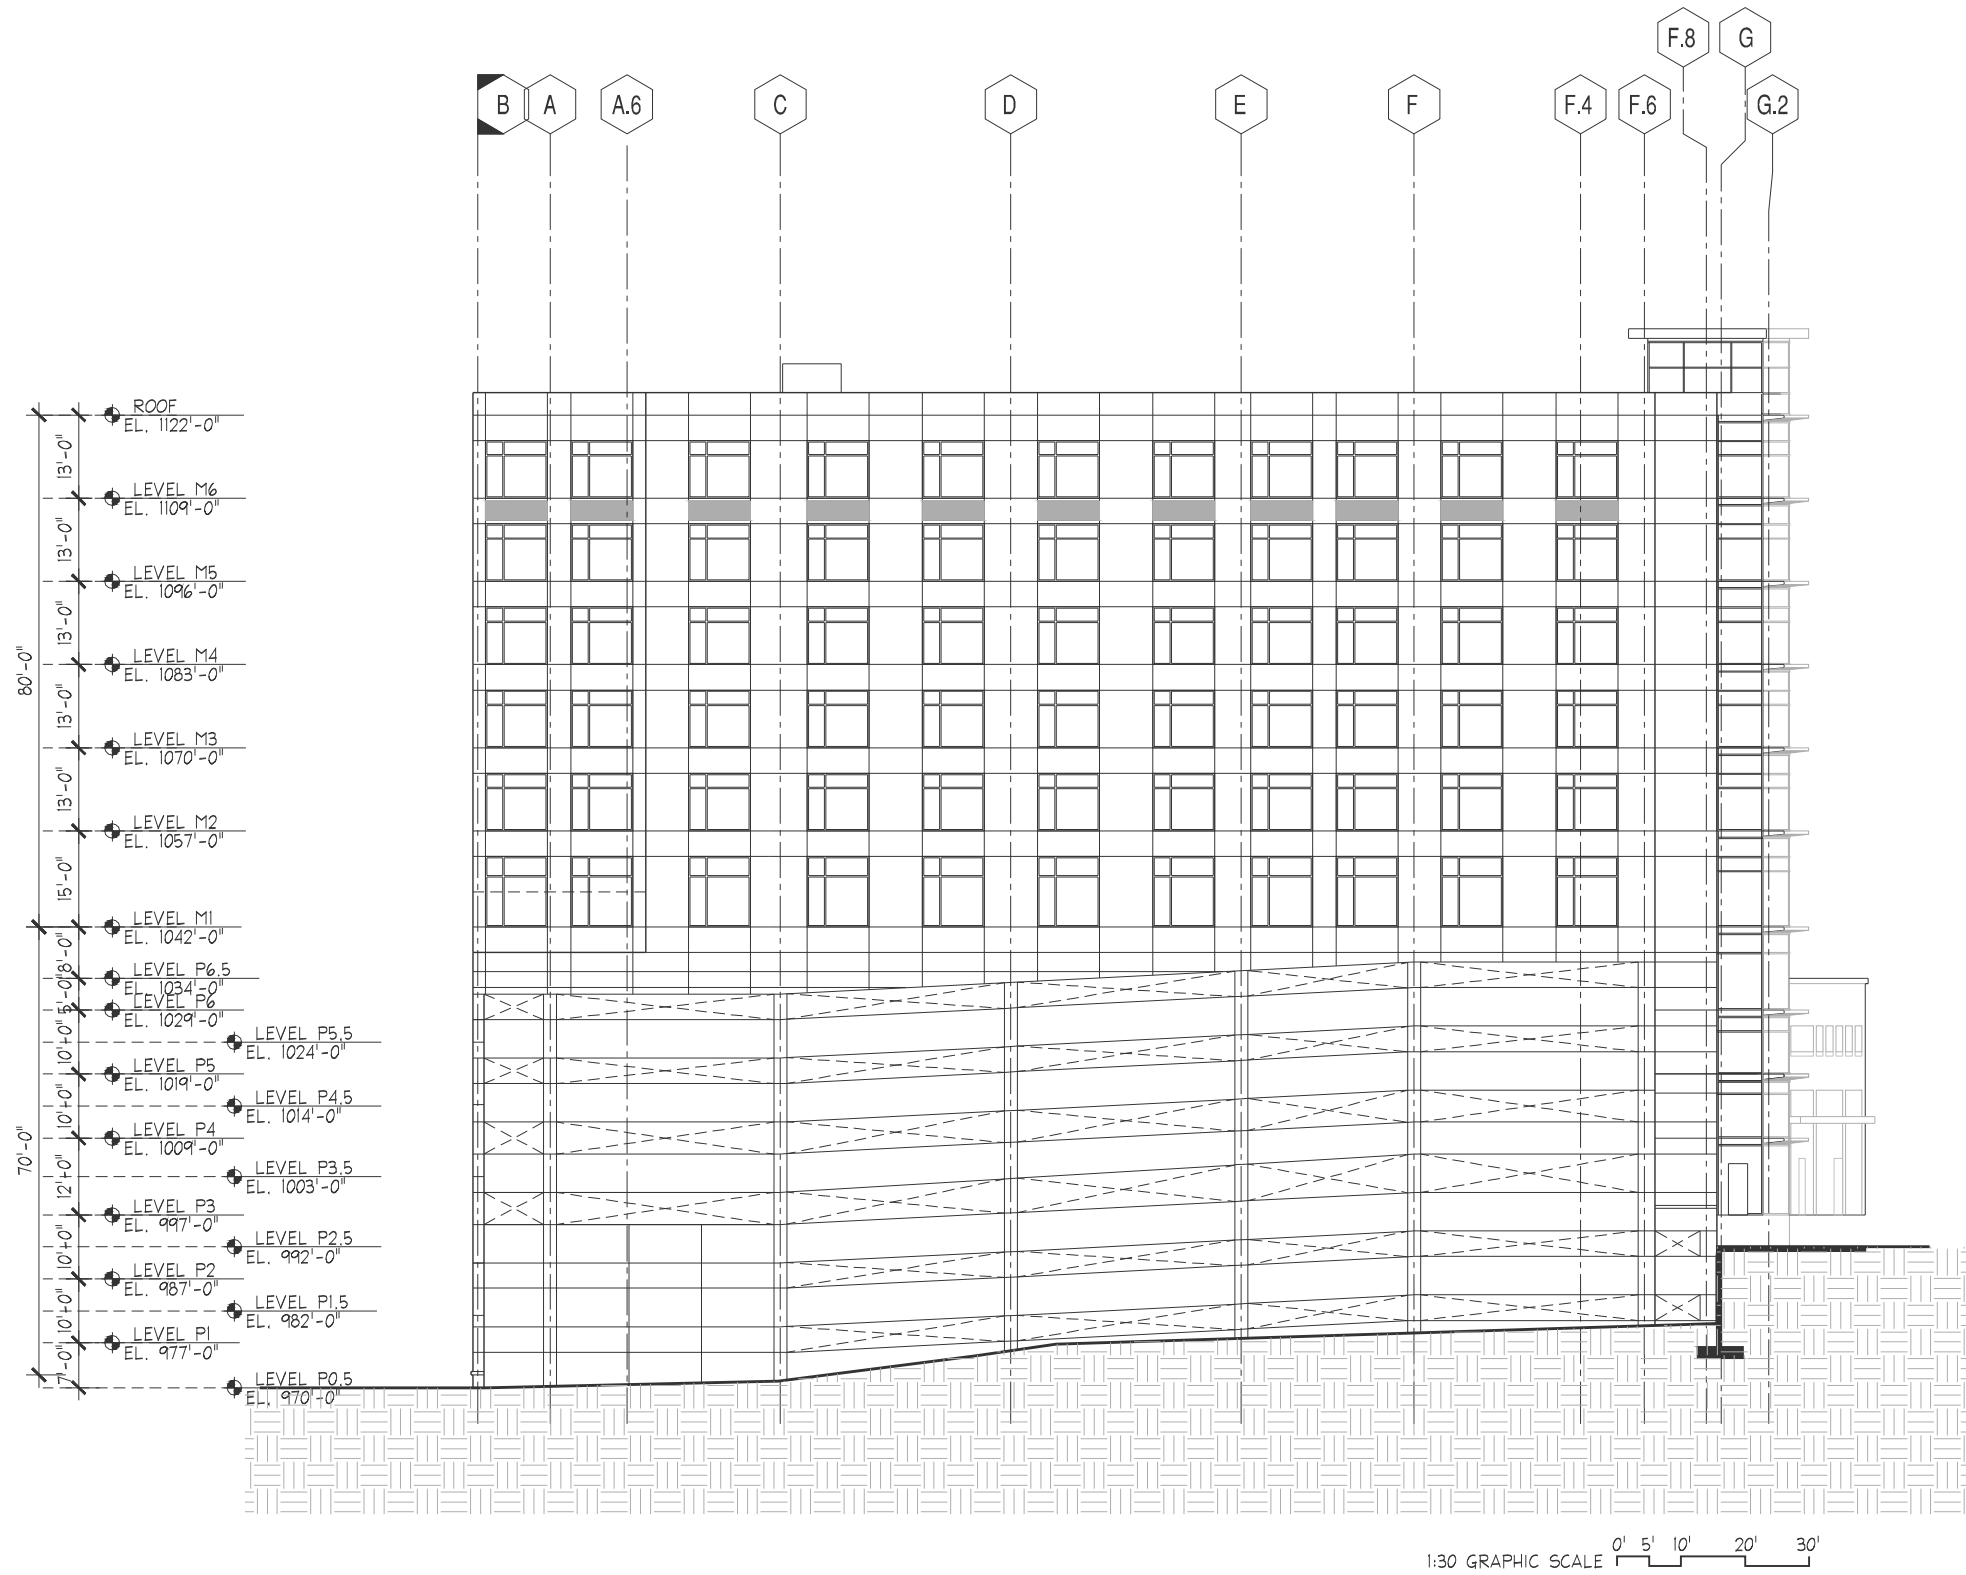 F.8 G
B A A.6 C D E F F.4 F.6 G.2
ROOF
EL. 1122'-0"
13'-0"
LEVEL M6
EL. 1109'-0"
13'-0"
LEVEL M5
EL. 1096'-0"
13'-0"
80'-0"
LEVEL M4
EL. 1083'-0"
13'-0"
LEVEL M3
EL. 1070'-0"
13'-0"
LEVEL M2
EL. 1057'-0"
15'-0"
LEVEL M1
EL. 1042'-0"
8'-0"
LEVEL P6.5
EL. 1034'-0"
5'-0"
LEVEL P6
EL. 1029'-0"
LEVEL P5.5
EL. 1024'-0"
10'-0"
LEVEL P5
EL. 1019'-0"
LEVEL P4.5
EL. 1014'-0"
10'-0"
LEVEL P4
EL. 1009'-0"
70'-0"
LEVEL P3.5
EL. 1003'-0"
12'-0"
LEVEL P3
EL. 997'-0"
LEVEL P2.5
EL. 992'-0"
10'-0"
LEVEL P2
EL. 987'-0"
LEVEL P1.5
EL. 982'-0"
10'-0"
LEVEL P1
EL. 977'-0"
7'-0"
LEVEL P0.5
EL. 970'-0"
1:30 GRAPHIC SCALE 0' 5' 10' 20' 30'